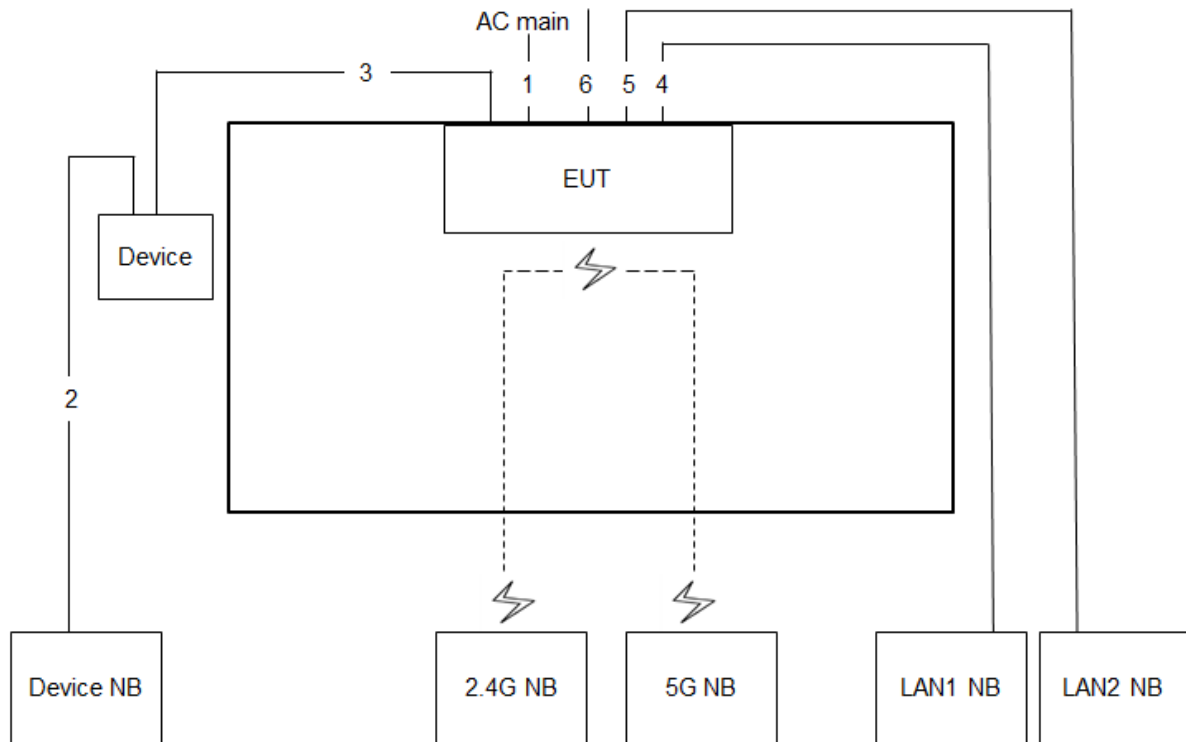 AC main
3
1
6
5
4
EUT
Device
2
Device NB
2.4G NB
5G NB
LAN1 NB
LAN2 NB